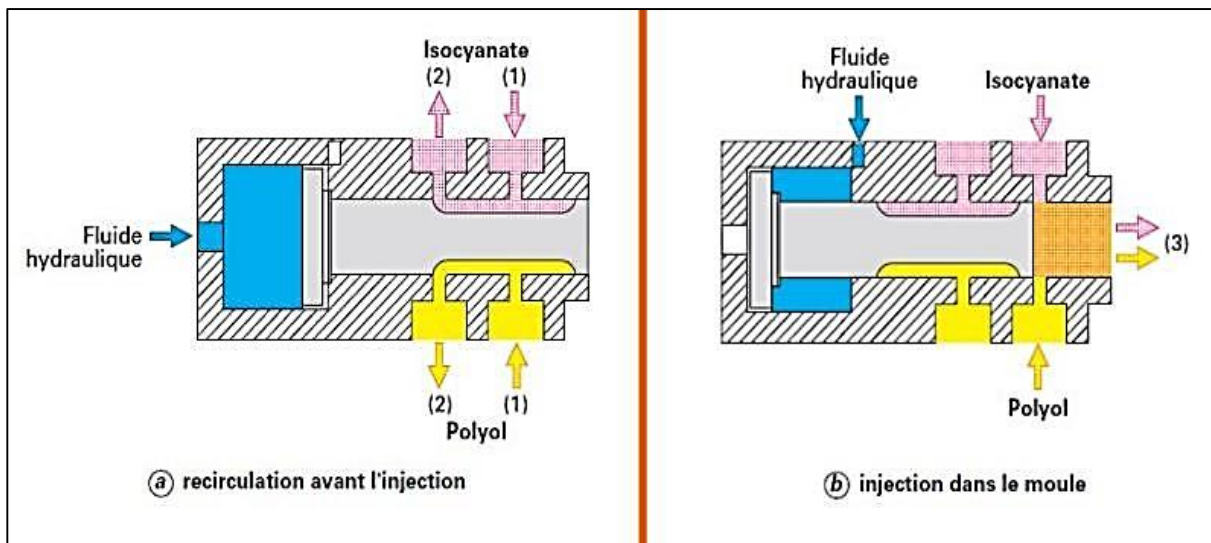 Isocyanate
(2) (1)
Fluide
hydraulique
(2) (1)
Polyol
a recirculation avant l'injection
Fluide
hydraulique
Isocyanate
(3)
Polyol
b injection dans le moule